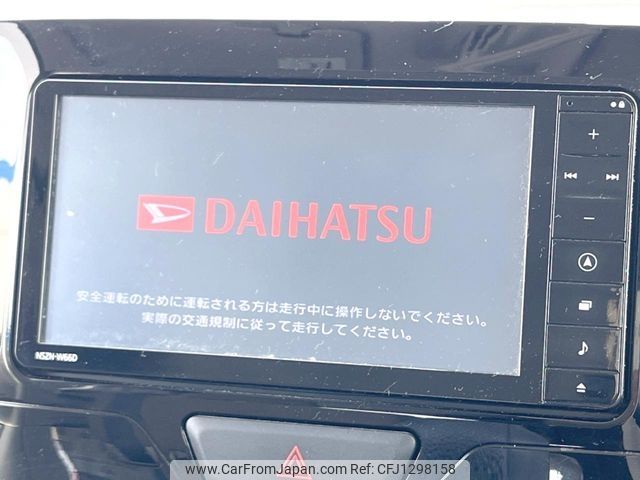 DAIHATSU
安全運転のために運転される方は走行中に操作しないでください。
実際の交通規制に従って走行してください。
NSZN-W66D
www.CarFromJapan.com | Photo ID: CFJ1298158